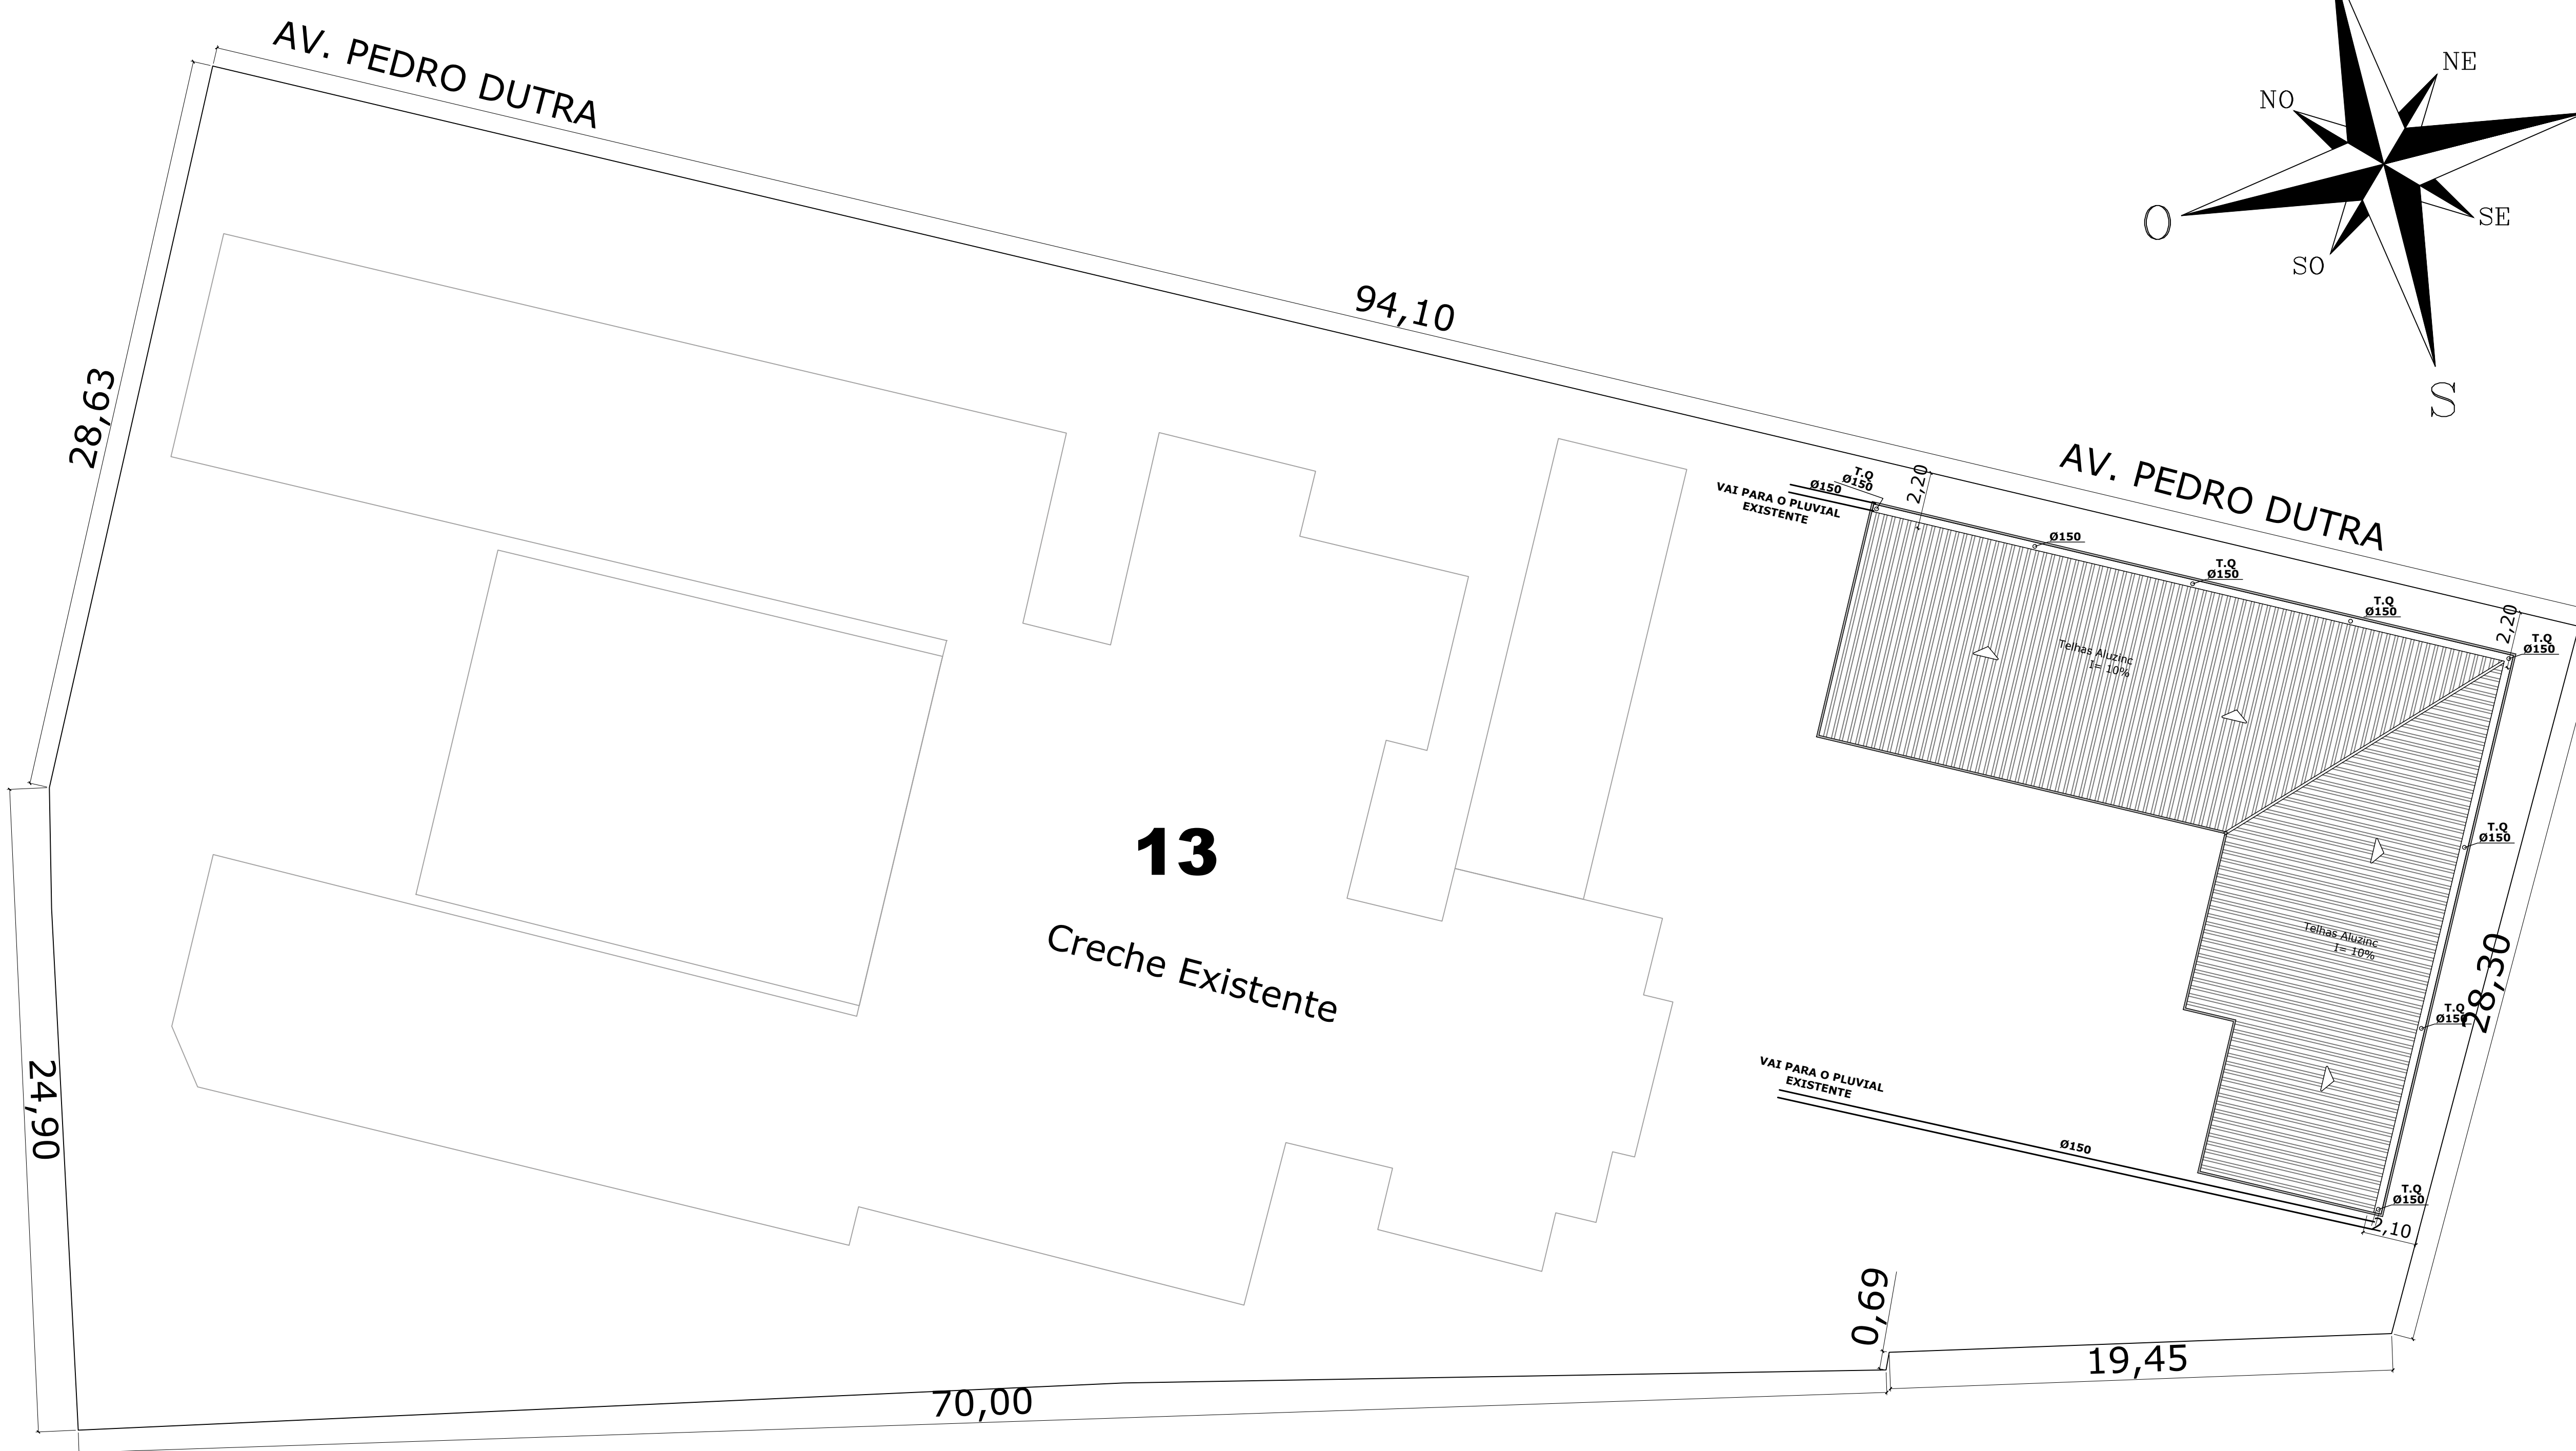 AV. PEDRO DUTRA
NE
NO
SE
O
SO
S
28,63
94,10
AV. PEDRO DUTRA
T.Q
Ø150
Ø150
VAI PARA O PLUVIAL
EXISTENTE
2,20
Ø150
T.Q
Ø150
T.Q
Ø150
2,20
T.Q
Ø150
Telhas Aluzinc
I= 10%
T.Q
Ø150
13
Creche Existente
Telhas Aluzinc
I= 10%
28,30
T.Q
Ø150
24,90
VAI PARA O PLUVIAL
EXISTENTE
Ø150
T.Q
Ø150
2,10
0,69
19,45
70,00